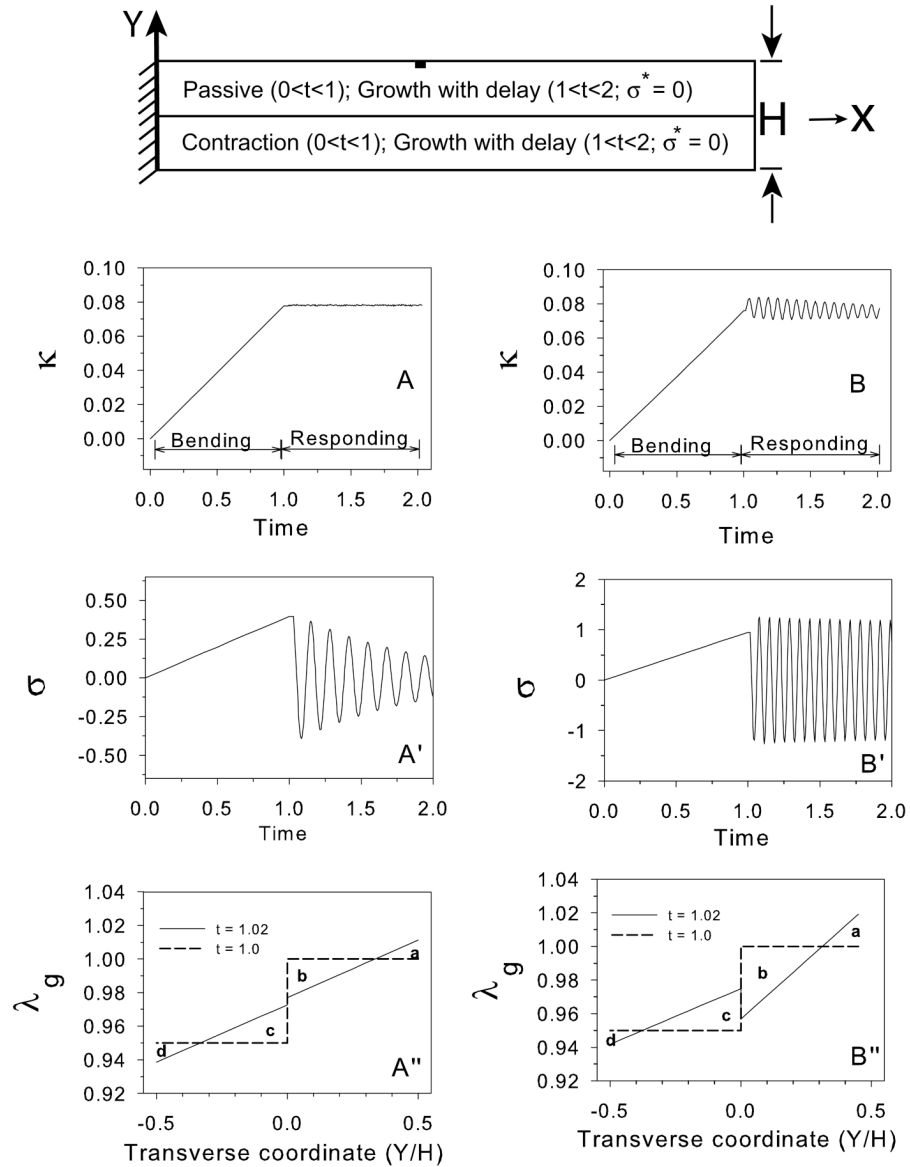 Y
Passive (0<t<1); Growth with delay (1<t<2; σ* = 0)
Contraction (0<t<1); Growth with delay (1<t<2; σ* = 0)
H
X
0.10
0.08
0.06
0.04
0.02
0.00
κ
A
Bending
Responding
0.0 0.5 1.0 1.5 2.0
Time
0.10
0.08
0.06
0.04
0.02
0.00
κ
B
Bending
Responding
0.0 0.5 1.0 1.5 2.0
Time
0.50
0.25
0.00
-0.25
-0.50
σ
A'
0.0 0.5 1.0 1.5 2.0
Time
2
1
0
-1
-2
σ
B'
0.0 0.5 1.0 1.5 2.0
Time
1.04
1.02
1.00
0.98
0.96
0.94
0.92
λg
t = 1.02
t = 1.0
a
b
c
d
A"
-0.5 0.0 0.5
Transverse coordinate (Y/H)
1.04
1.02
1.00
0.98
0.96
0.94
0.92
λg
t = 1.02
t = 1.0
a
b
c
d
B"
-0.5 0.0 0.5
Transverse coordinate (Y/H)